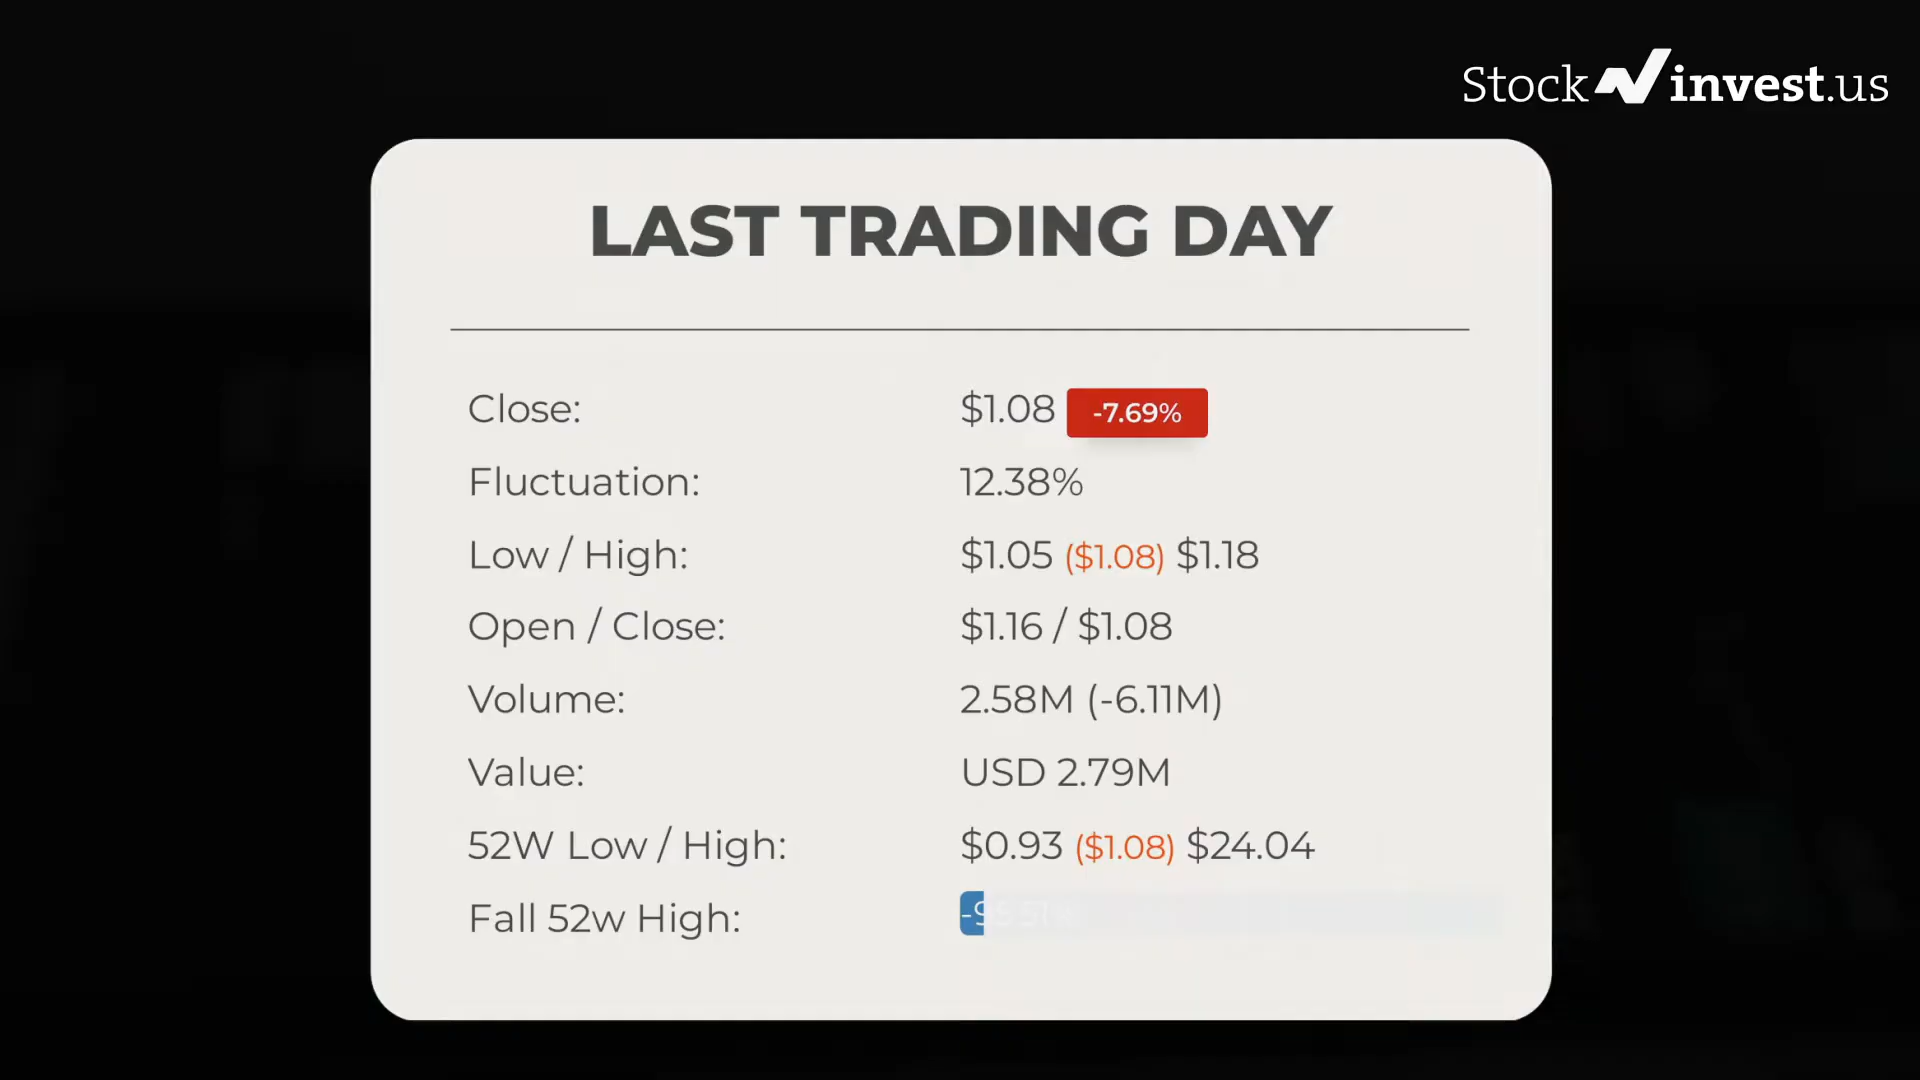 Stock invest.us
LAST TRADING DAY
Close: $1.08 -7.69%
Fluctuation: 12.38%
Low / High: $1.05 ($1.08) $1.18
Open / Close: $1.16 / $1.08
Volume: 2.58M (-6.11M)
Value: USD 2.79M
52W Low / High: $0.93 ($1.08) $24.04
Fall 52w High: -95.51%